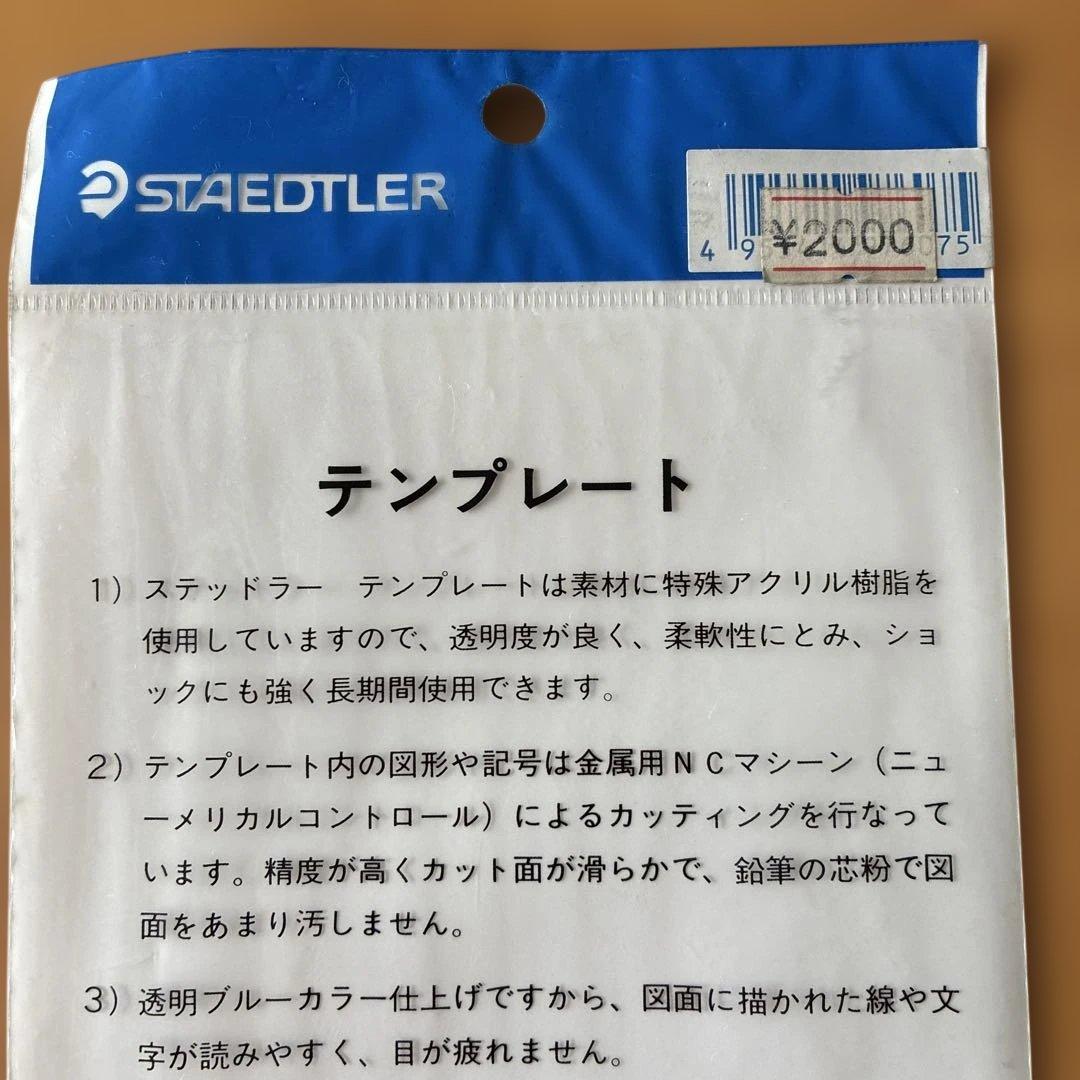 STAEDTLER
¥2000
4 9 75
テンプレート
1) ステッドラー テンプレートは素材に特殊アクリル樹脂を
使用していますので、透明度が良く、柔軟性にとみ、ショ
ックにも強く長期間使用できます。
2) テンプレート内の図形や記号は金属用NCマシーン(ニュ
ーメリカルコントロール)によるカッティングを行なって
います。精度が高くカット面が滑らかで、鉛筆の芯粉で図
面をあまり汚しません。
3) 透明ブルーカラー仕上げですから、図面に描かれた線や文
字が読みやすく、目が疲れません。